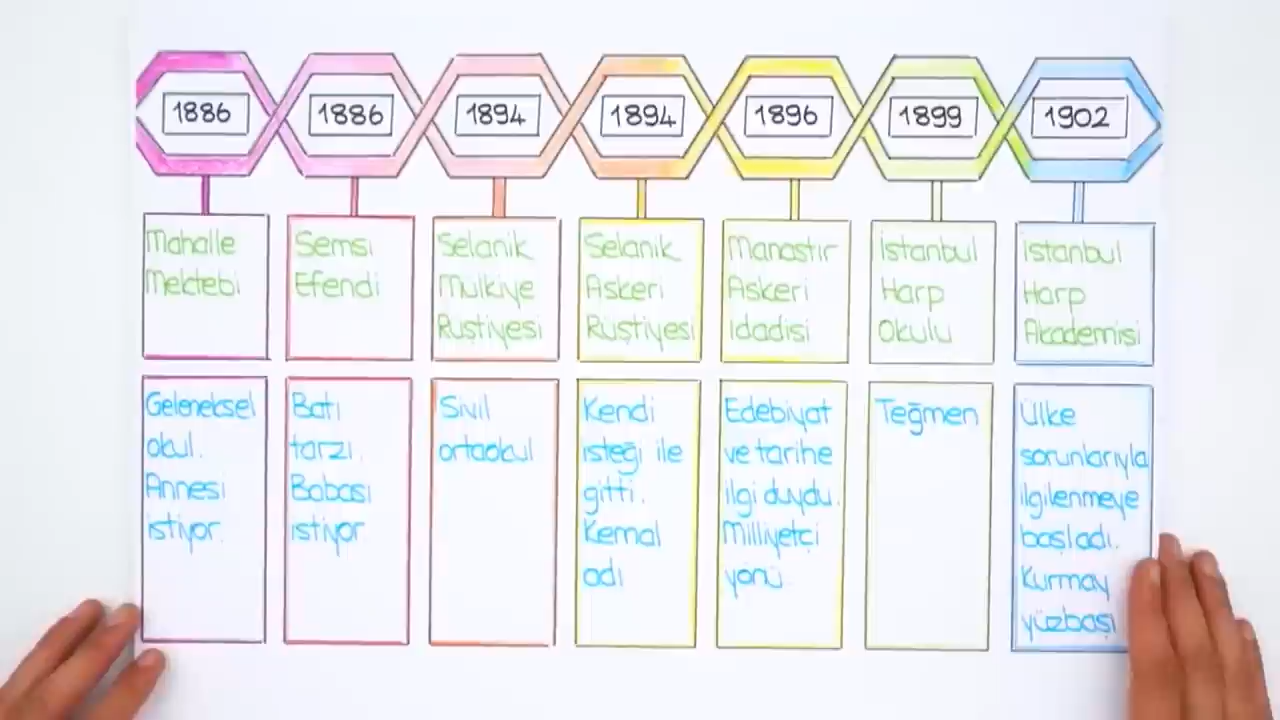 1886
1886
1894
1894
1896
1899
1902
Mahalle
Mektebi
Şemsi
Efendi
Selanik
Mülkiye
Rüştiyesi
Selanik
Askeri
Rüştiyesi
Manastır
Askeri
İdadisi
İstanbul
Harp
Okulu
İstanbul
Harp
Akademisi
Geleneksel
okul.
Annesi
istiyor.
Batı
tarzı.
Babası
istiyor
Sivil
ortaokul
Kendi
isteği ile
gitti.
Kemal
adı
Edebiyat
ve tarihe
ilgi duydu.
Milliyetçi
yönü
Teğmen
Ülke
sorunlarıyla
ilgilenmeye
başladı.
Kurmay
yüzbaşı